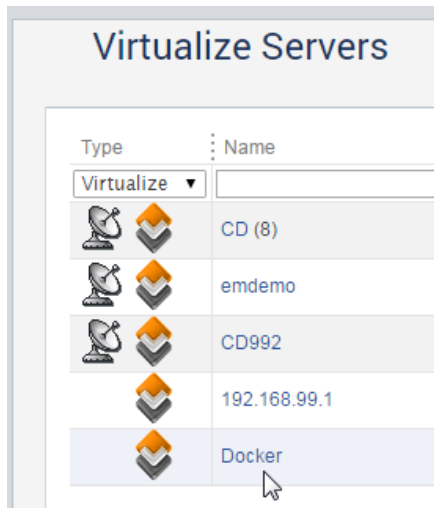 Virtualize Servers
Type Name
Virtualize
CD (8)
emdemo
CD992
192.168.99.1
Docker